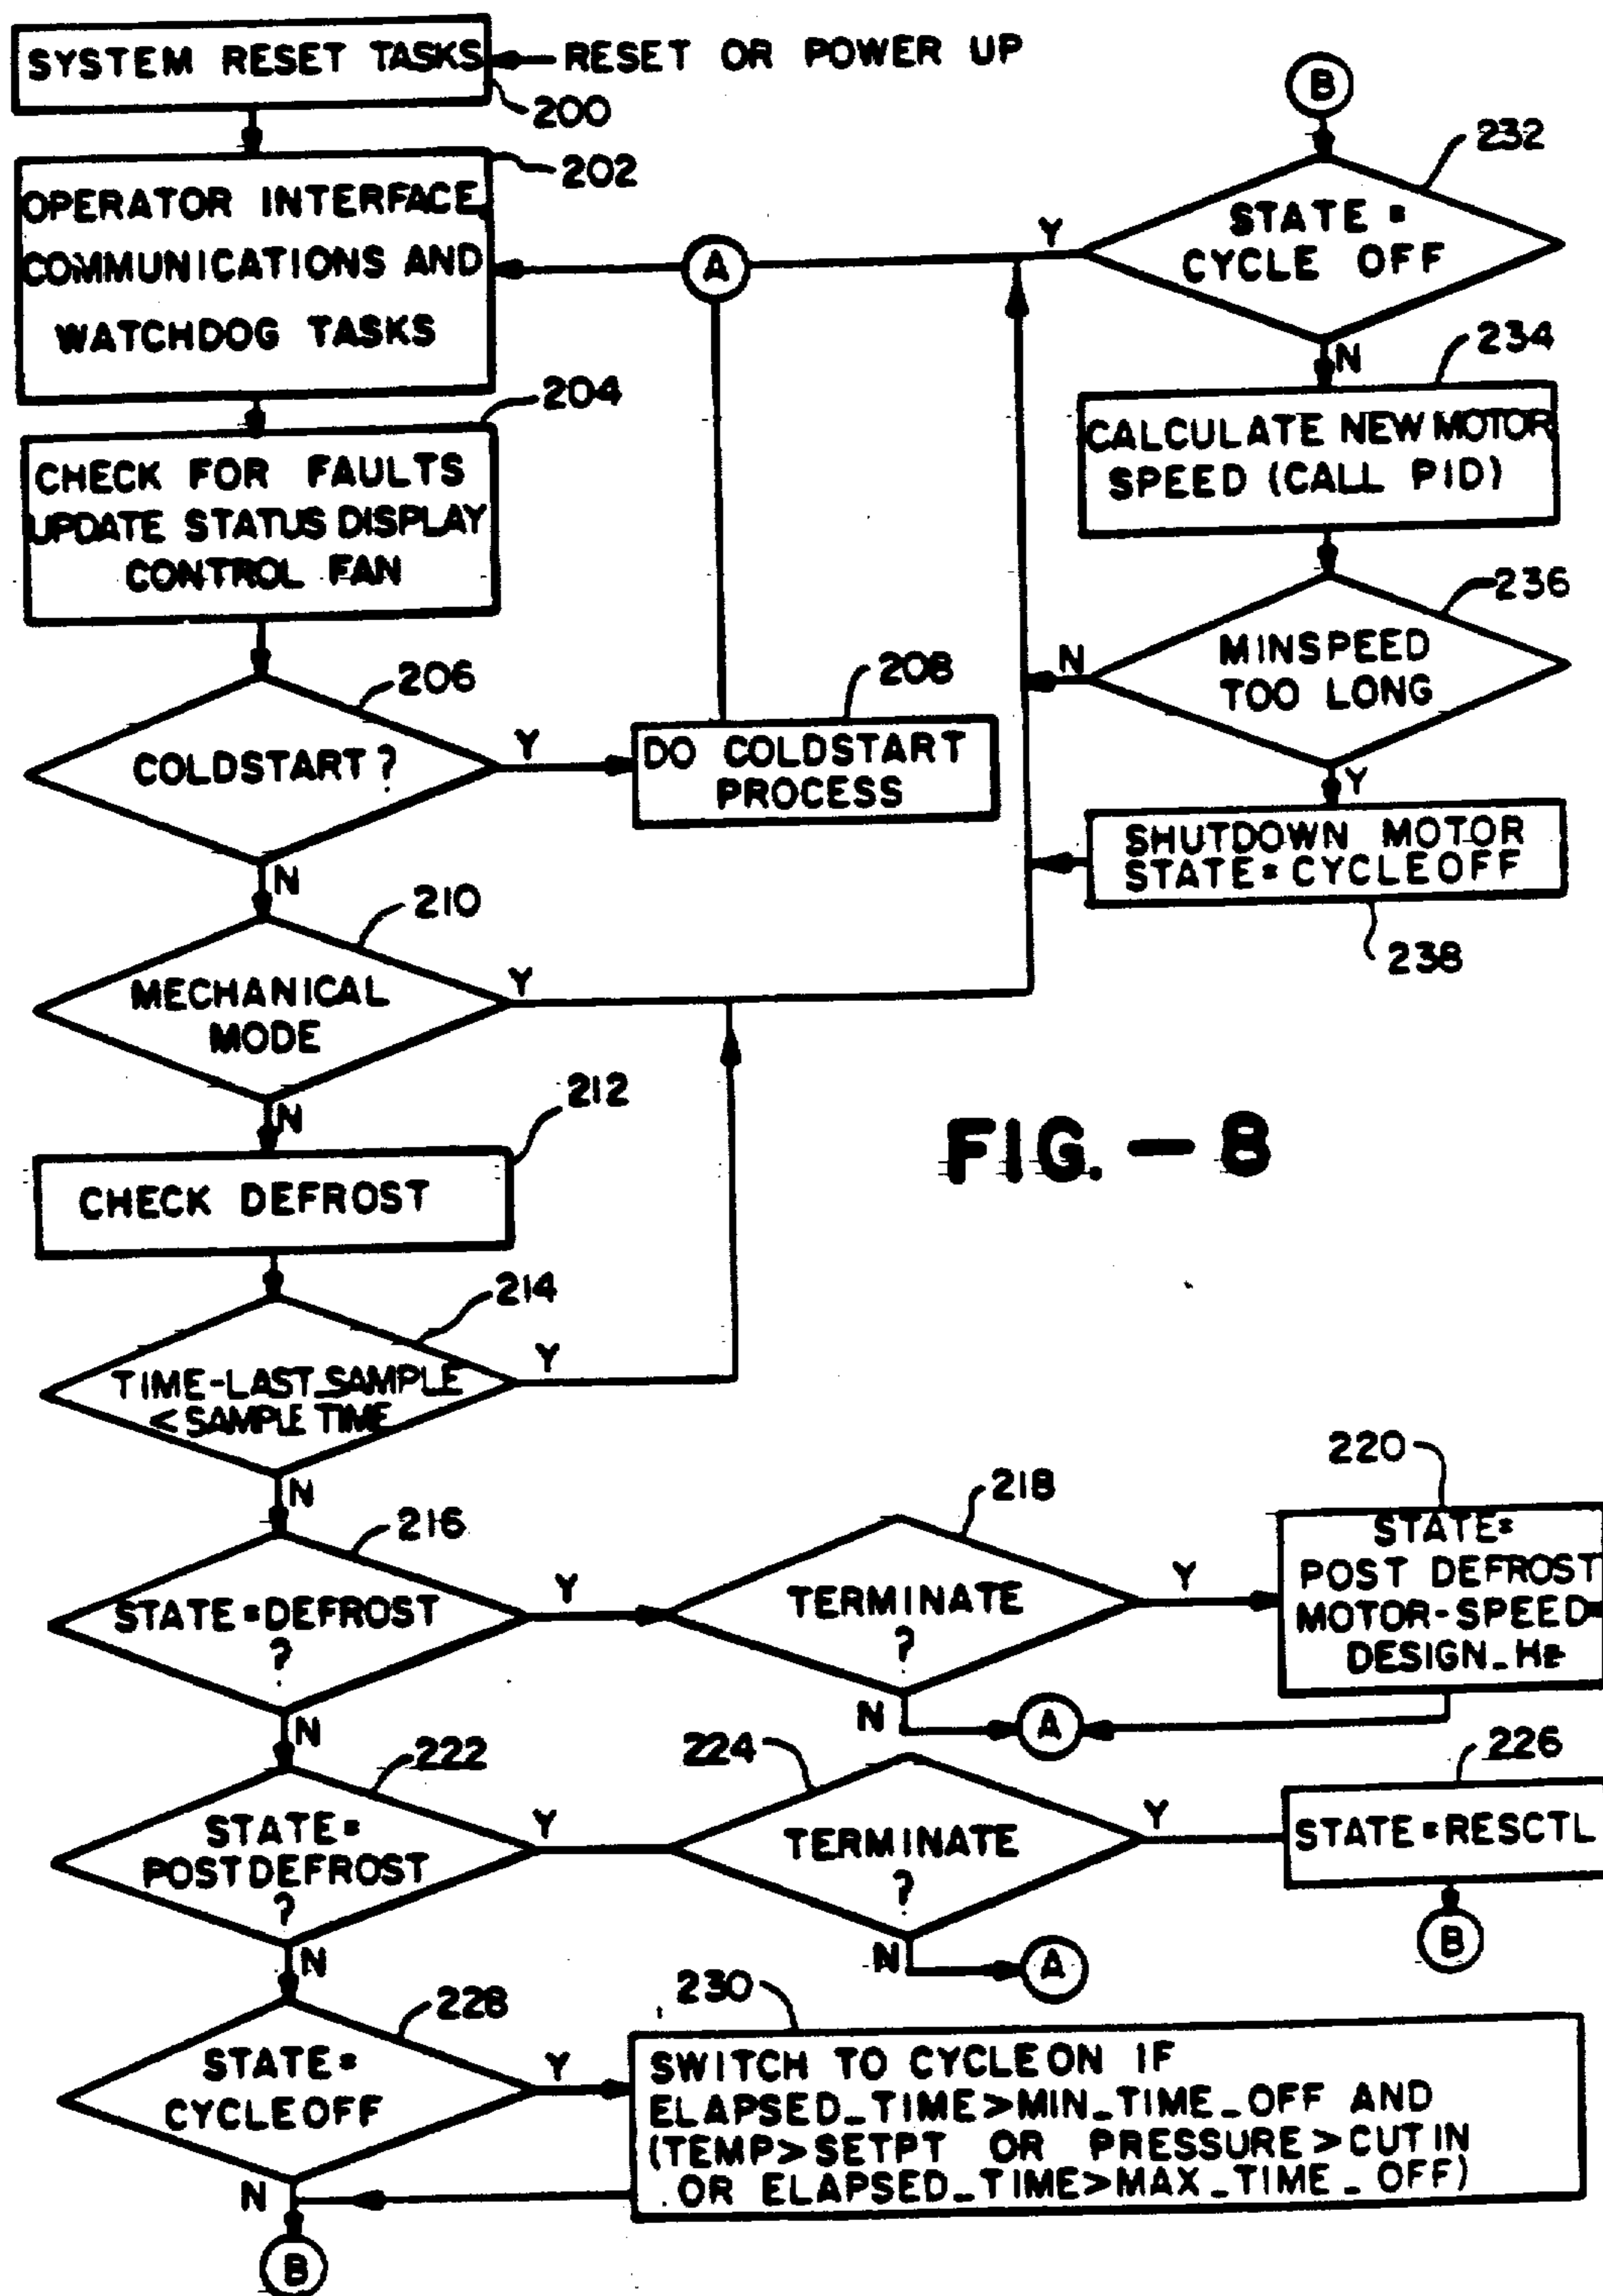 SYSTEM RESET TASKS
RESET OR POWER UP
200
202
OPERATOR INTERFACE,
COMMUNICATIONS AND
WATCHDOG TASKS
204
CHECK FOR FAULTS
UPDATE STATUS DISPLAY
CONTROL FAN
206
COLDSTART ?
Y
N
208
DO COLDSTART
PROCESS
A
210
MECHANICAL
MODE
Y
N
212
CHECK DEFROST
214
TIME-LAST_SAMPLE
< SAMPLE TIME
Y
N
216
STATE=DEFROST
?
Y
N
218
TERMINATE
?
Y
N
A
220
STATE=
POST DEFROST
MOTOR-SPEED=
DESIGN_Hz
222
STATE=
POSTDEFROST
?
Y
N
224
TERMINATE
?
Y
N
A
226
STATE=RESCTL
B
228
STATE=
CYCLEOFF
Y
N
230
SWITCH TO CYCLEON IF
ELAPSED_TIME>MIN_TIME_OFF AND
(TEMP>SETPT OR PRESSURE>CUTIN
OR ELAPSED_TIME>MAX_TIME_OFF)
B
B
232
STATE =
CYCLE OFF
Y
N
234
CALCULATE NEW MOTOR
SPEED (CALL PID)
236
MINSPEED
TOO LONG
N
Y
SHUTDOWN MOTOR
STATE=CYCLEOFF
238
FIG. - 8